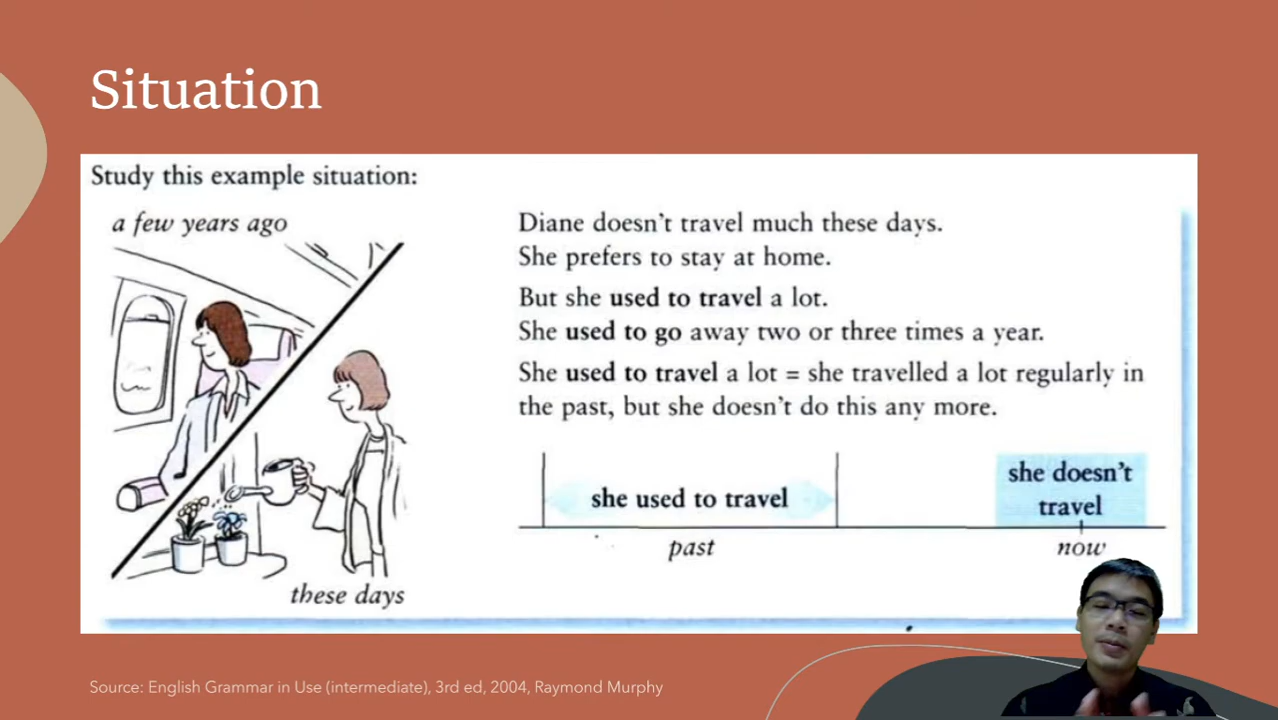 Situation
Study this example situation:
a few years ago
Diane doesn't travel much these days.
She prefers to stay at home.
But she used to travel a lot.
She used to go away two or three times a year.
She used to travel a lot = she travelled a lot regularly in
the past, but she doesn't do this any more.
she used to travel
she doesn't
travel
past
now
these days
Source: English Grammar in Use (intermediate), 3rd ed, 2004, Raymond Murphy